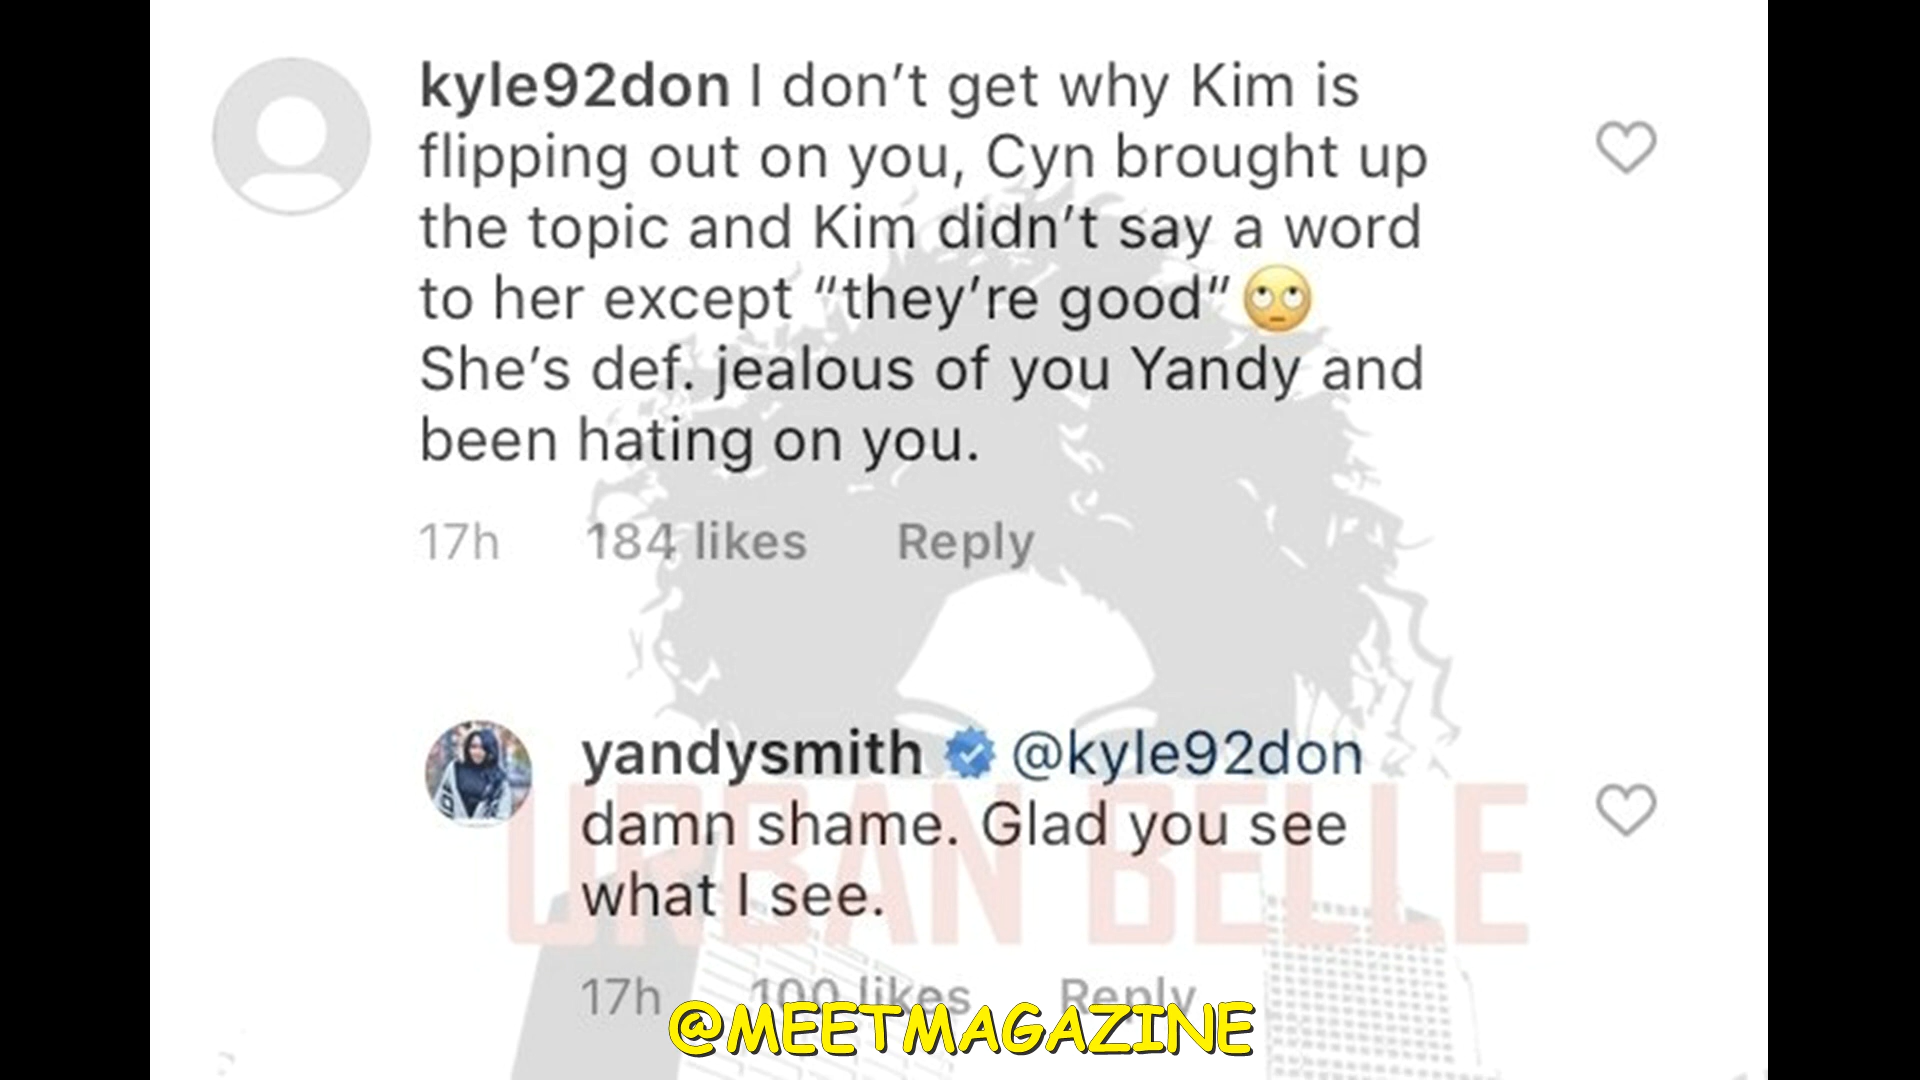 kyle92don I don’t get why Kim is
flipping out on you, Cyn brought up
the topic and Kim didn’t say a word
to her except “they’re good”🙄
She’s def. jealous of you Yandy and
been hating on you.
17h 184 likes Reply
yandysmith @kyle92don
damn shame. Glad you see
what I see.
URBAN BELLE
17h 100 likes Reply
@MEETMAGAZINE